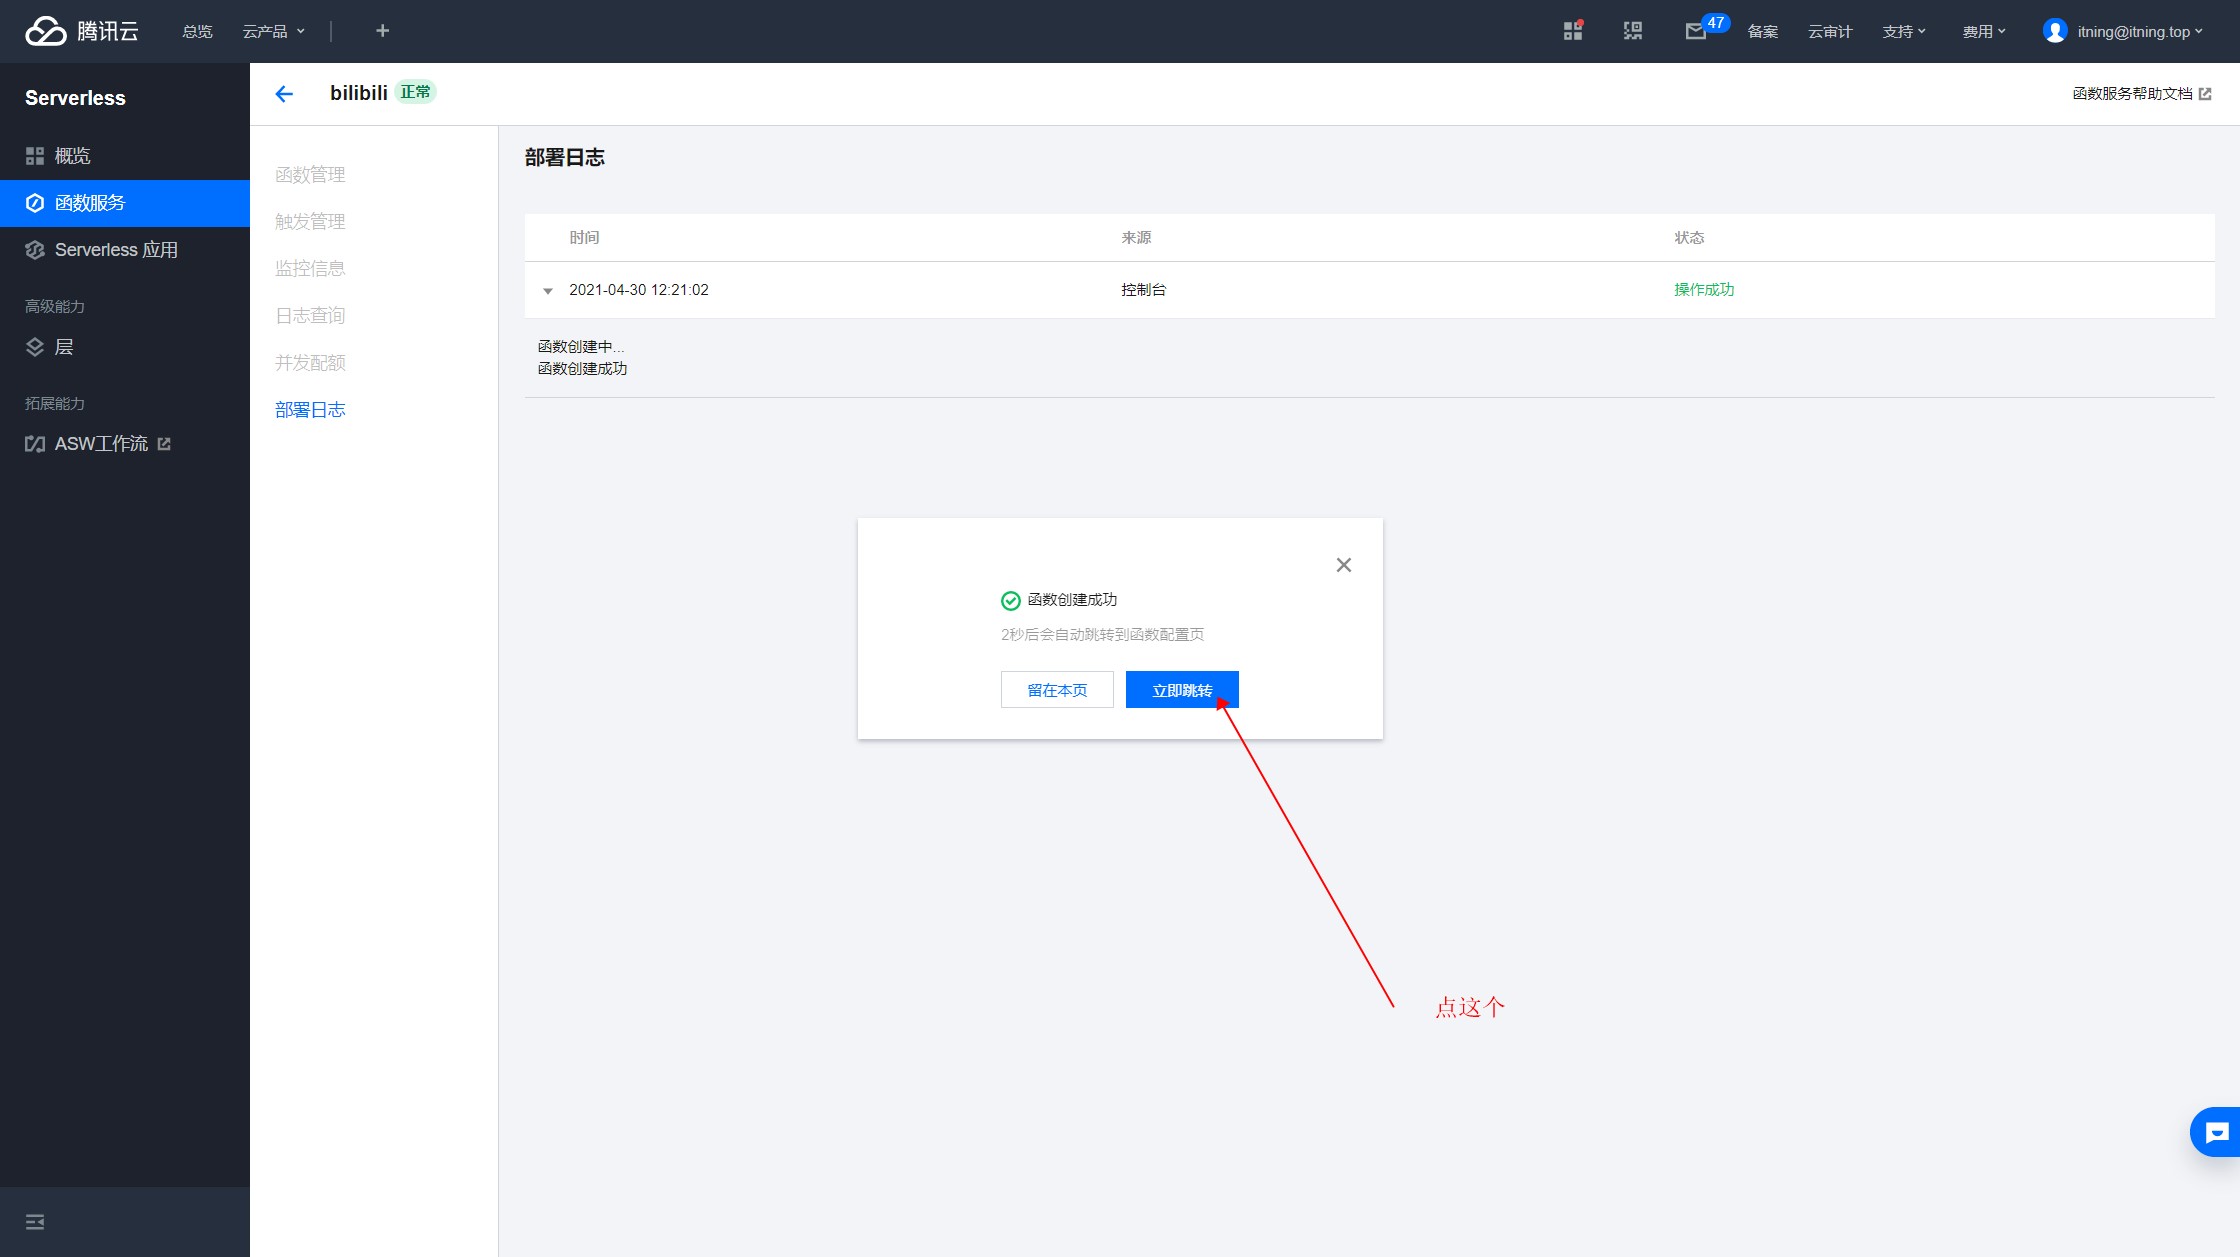 腾讯云
总览
云产品
47
备案
云审计
支持
费用
itning@itning.top
Serverless
概览
函数服务
Serverless 应用
高级能力
层
拓展能力
ASW工作流
bilibili 正常
函数服务帮助文档
函数管理
触发管理
监控信息
日志查询
并发配额
部署日志
部署日志
时间 来源 状态
2021-04-30 12:21:02 控制台 操作成功
函数创建中...
函数创建成功
函数创建成功
2秒后会自动跳转到函数配置页
留在本页 立即跳转
点这个